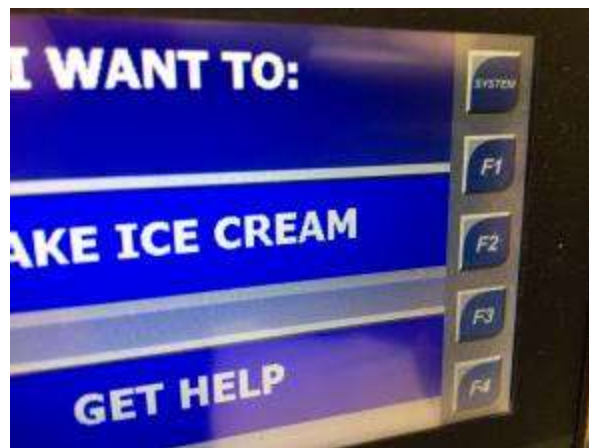 I WANT TO:
SYSTEM
F1
AKE ICE CREAM
F2
F3
GET HELP
F4